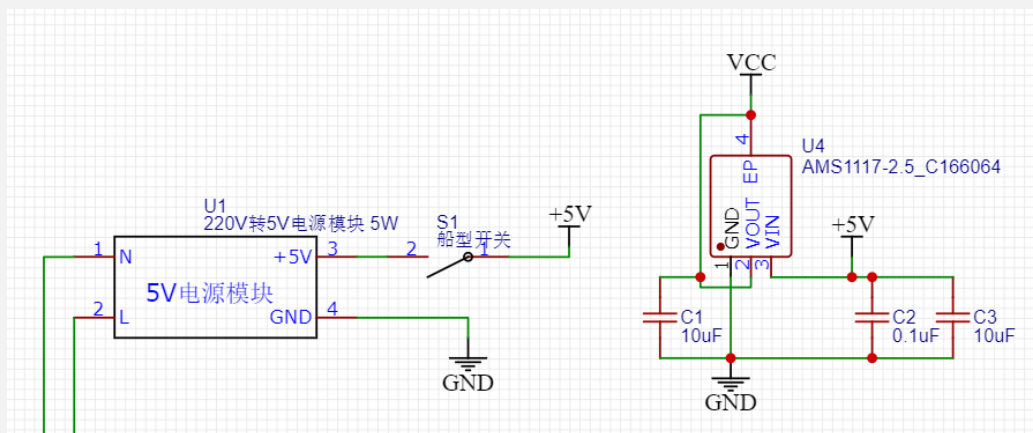 VCC
U4
AMS1117-2.5_C166064
4
EP
GND
VOUT
VIN
1
2
3
+5V
C1
10uF
C2
0.1uF
C3
10uF
GND
U1
220V转5V电源模块 5W
1
N
+5V
3
5V电源模块
2
L
GND
4
S1
船型开关
2
1
+5V
GND